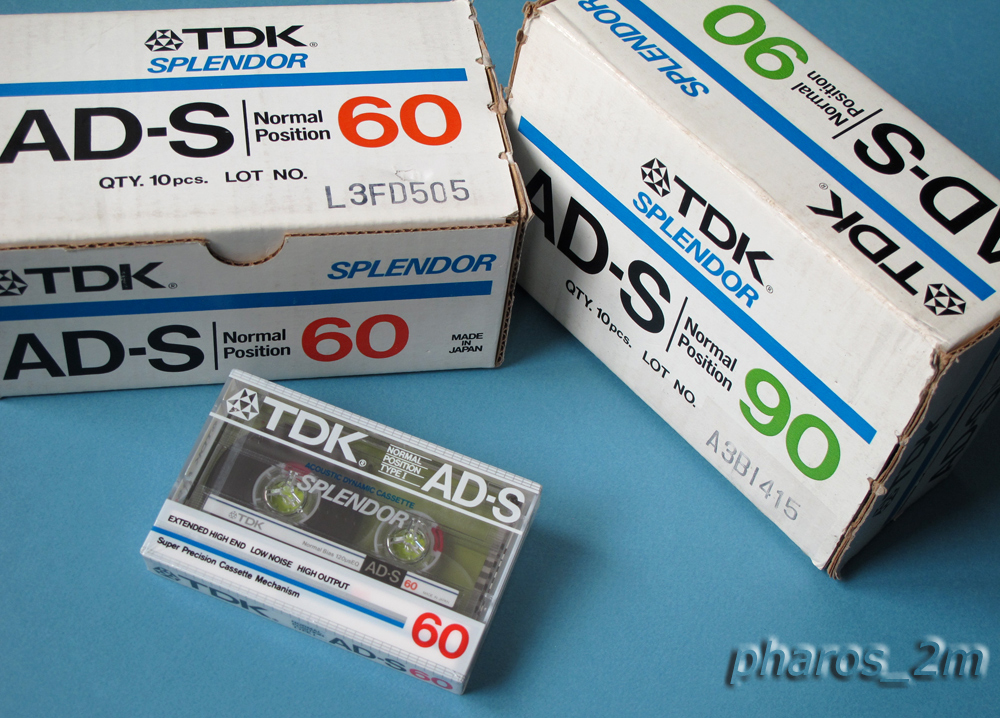 TDK®
SPLENDOR
AD-S Normal Position 60
QTY. 10pcs. LOT NO.
L3FD505
TDK® SPLENDOR
AD-S Normal Position 60 MADE IN JAPAN
SPLENDOR
90
Normal Position
AD-S
TDK®
TDK®
SPLENDOR
AD-S Normal Position 90
QTY. 10pcs. LOT NO.
A3B1415
TDK® NORMAL POSITION TYPE I AD-S
ACOUSTIC DYNAMIC CASSETTE
SPLENDOR
TDK
Normal Bias 120µsEQ
AD-S 60
EXTENDED HIGH END LOW NOISE HIGH OUTPUT
Super Precision Cassette Mechanism
60
TDK AD-S 60
pharos_2m